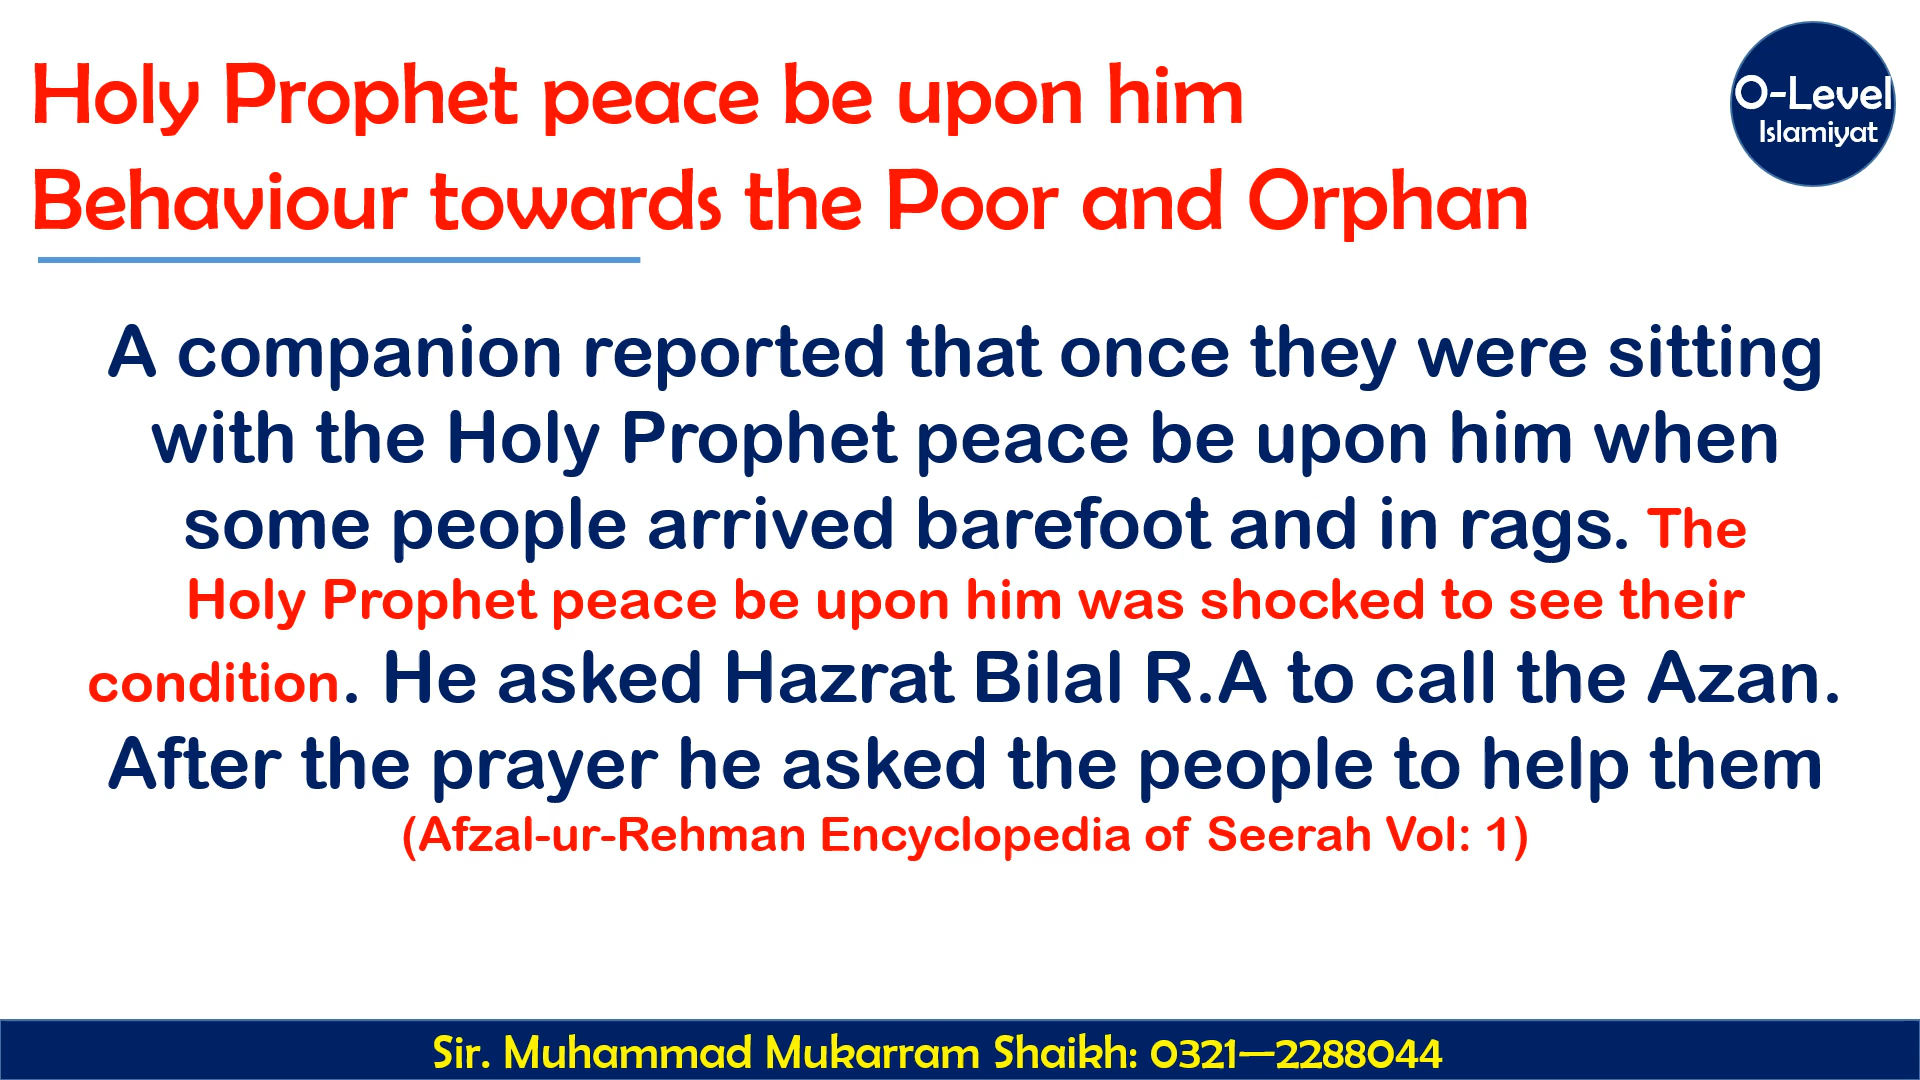 Holy Prophet peace be upon him
Behaviour towards the Poor and Orphan
O-Level
Islamiyat
A companion reported that once they were sitting
with the Holy Prophet peace be upon him when
some people arrived barefoot and in rags. The
Holy Prophet peace be upon him was shocked to see their
condition. He asked Hazrat Bilal R.A to call the Azan.
After the prayer he asked the people to help them
(Afzal-ur-Rehman Encyclopedia of Seerah Vol: 1)
Sir. Muhammad Mukarram Shaikh: 0321—2288044